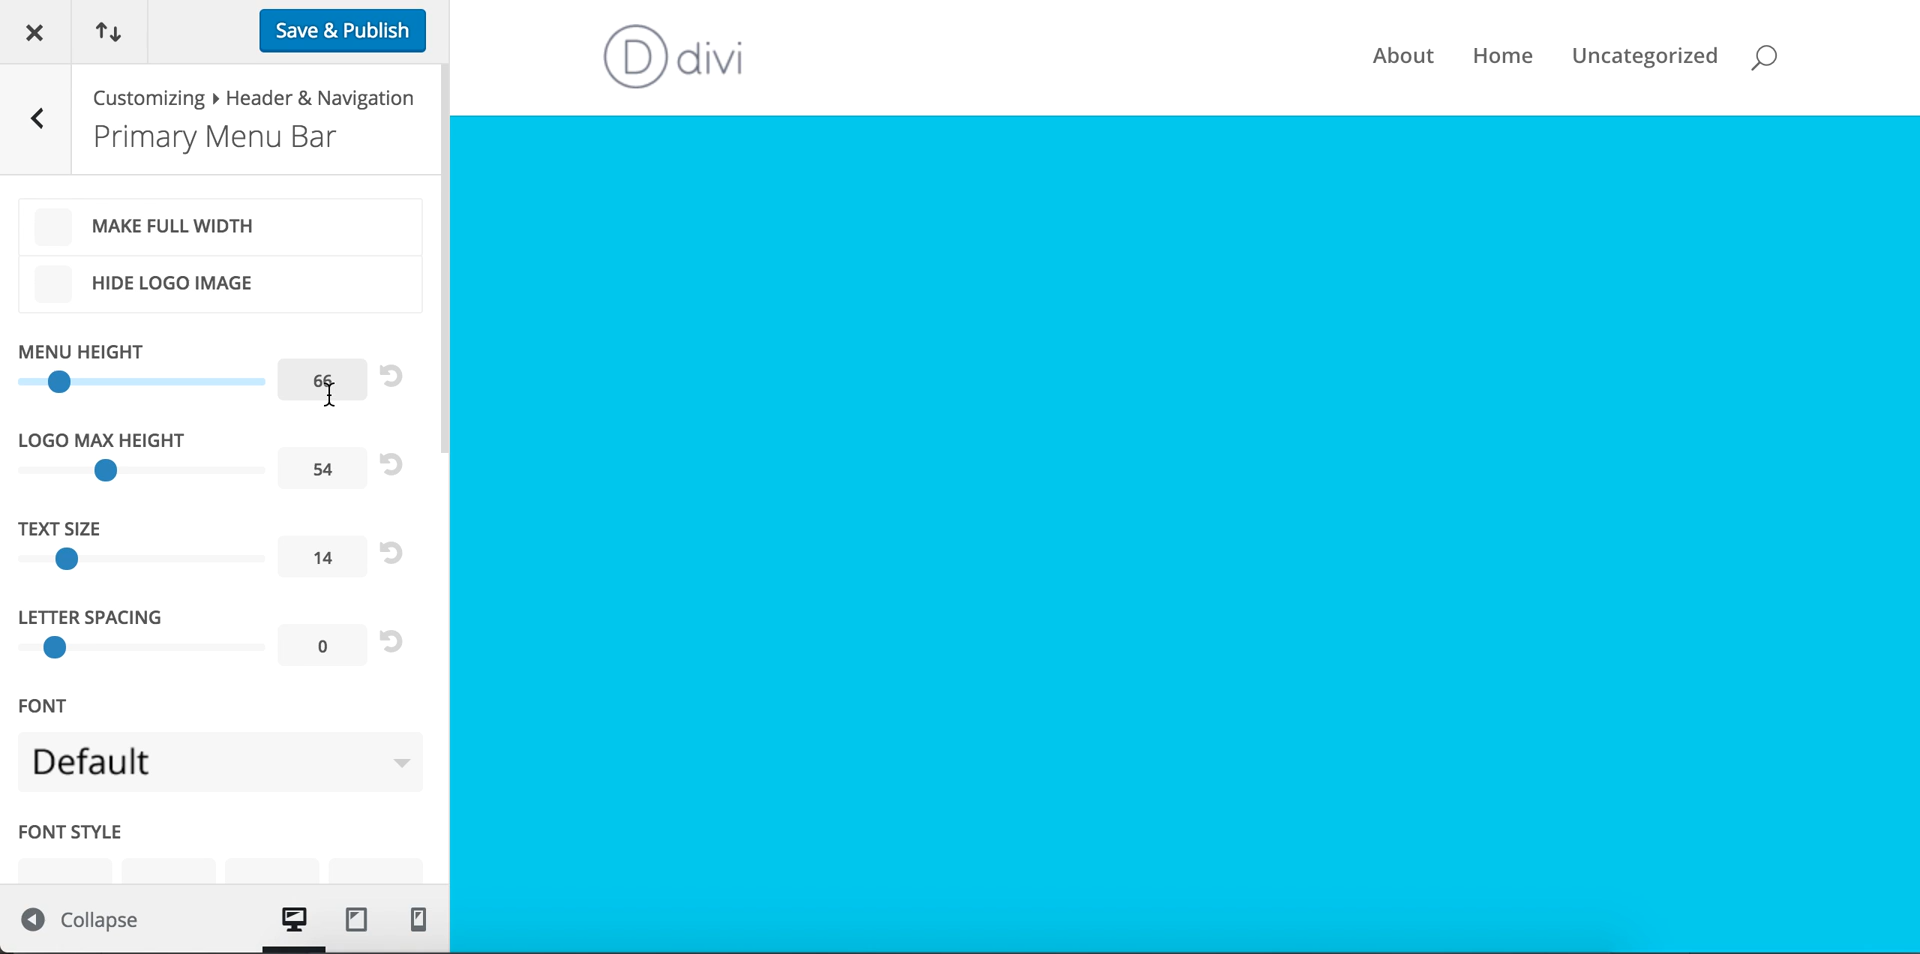 Save & Publish
Customizing ▸ Header & Navigation
Primary Menu Bar
MAKE FULL WIDTH
HIDE LOGO IMAGE
MENU HEIGHT
66
LOGO MAX HEIGHT
54
TEXT SIZE
14
LETTER SPACING
0
FONT
Default
FONT STYLE
Collapse
D divi
About Home Uncategorized